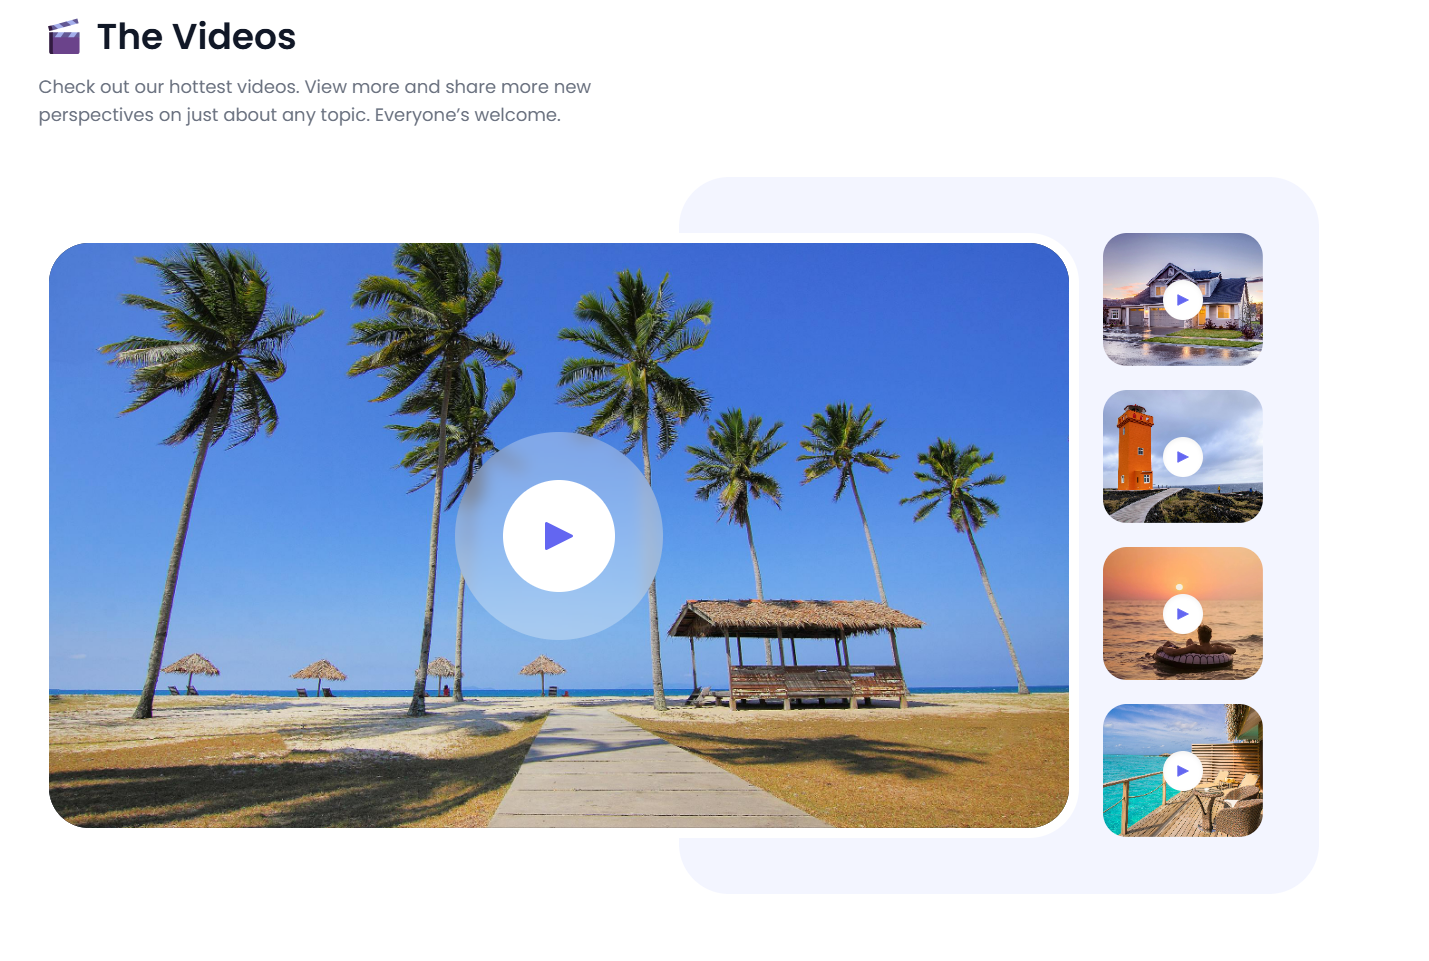 The Videos
Check out our hottest videos. View more and share more new
perspectives on just about any topic. Everyone’s welcome.